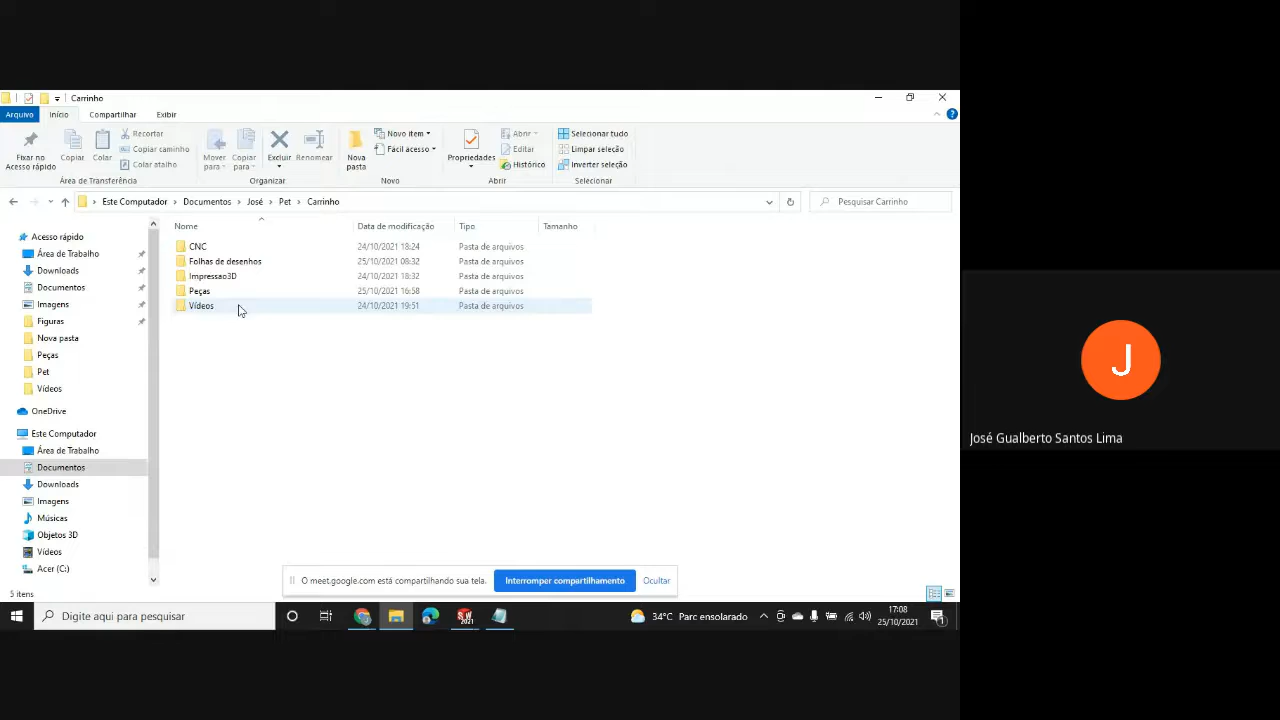 Carrinho
Arquivo Início Compartilhar Exibir
Fixar no Acesso rápido
Copiar
Colar
Recortar
Copiar caminho
Colar atalho
Área de Transferência
Mover para
Copiar para
Excluir
Renomear
Organizar
Nova pasta
Novo item
Fácil acesso
Novo
Propriedades
Abrir
Editar
Histórico
Abrir
Selecionar tudo
Limpar seleção
Inverter seleção
Selecionar
Este Computador > Documentos > José > Pet > Carrinho
Pesquisar Carrinho
Acesso rápido
Área de Trabalho
Downloads
Documentos
Imagens
Figuras
Nova pasta
Peças
Pet
Vídeos
OneDrive
Este Computador
Área de Trabalho
Documentos
Downloads
Imagens
Músicas
Objetos 3D
Vídeos
Acer (C:)
Nome Data de modificação Tipo Tamanho
CNC 24/10/2021 18:24 Pasta de arquivos
Folhas de desenhos 25/10/2021 08:32 Pasta de arquivos
Impressao3D 24/10/2021 18:32 Pasta de arquivos
Peças 25/10/2021 16:58 Pasta de arquivos
Vídeos 24/10/2021 19:51 Pasta de arquivos
5 itens
O meet.google.com está compartilhando sua tela. Interromper compartilhamento Ocultar
Digite aqui para pesquisar
SW 2021
34°C Parc ensolarado
17:08
25/10/2021
1
J
José Gualberto Santos Lima